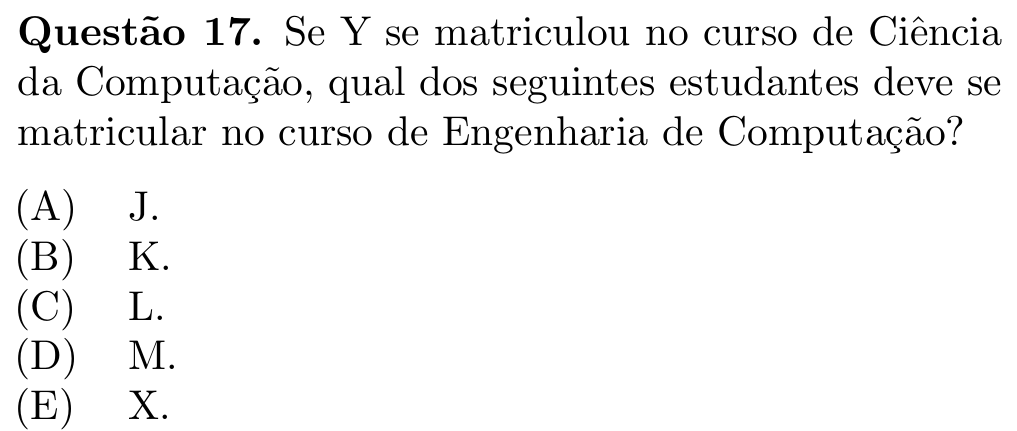 Questão 17. Se Y se matriculou no curso de Ciência
da Computação, qual dos seguintes estudantes deve se
matricular no curso de Engenharia de Computação?
(A) J.
(B) K.
(C) L.
(D) M.
(E) X.